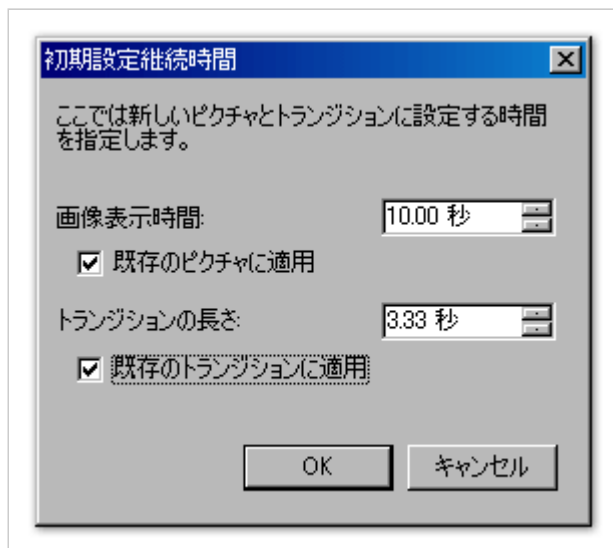 初期設定継続時間
ここでは新しいピクチャとトランジションに設定する時間
を指定します。
画像表示時間:
10.00 秒
既存のピクチャに適用
トランジションの長さ:
3.33 秒
既存のトランジションに適用
OK
キャンセル